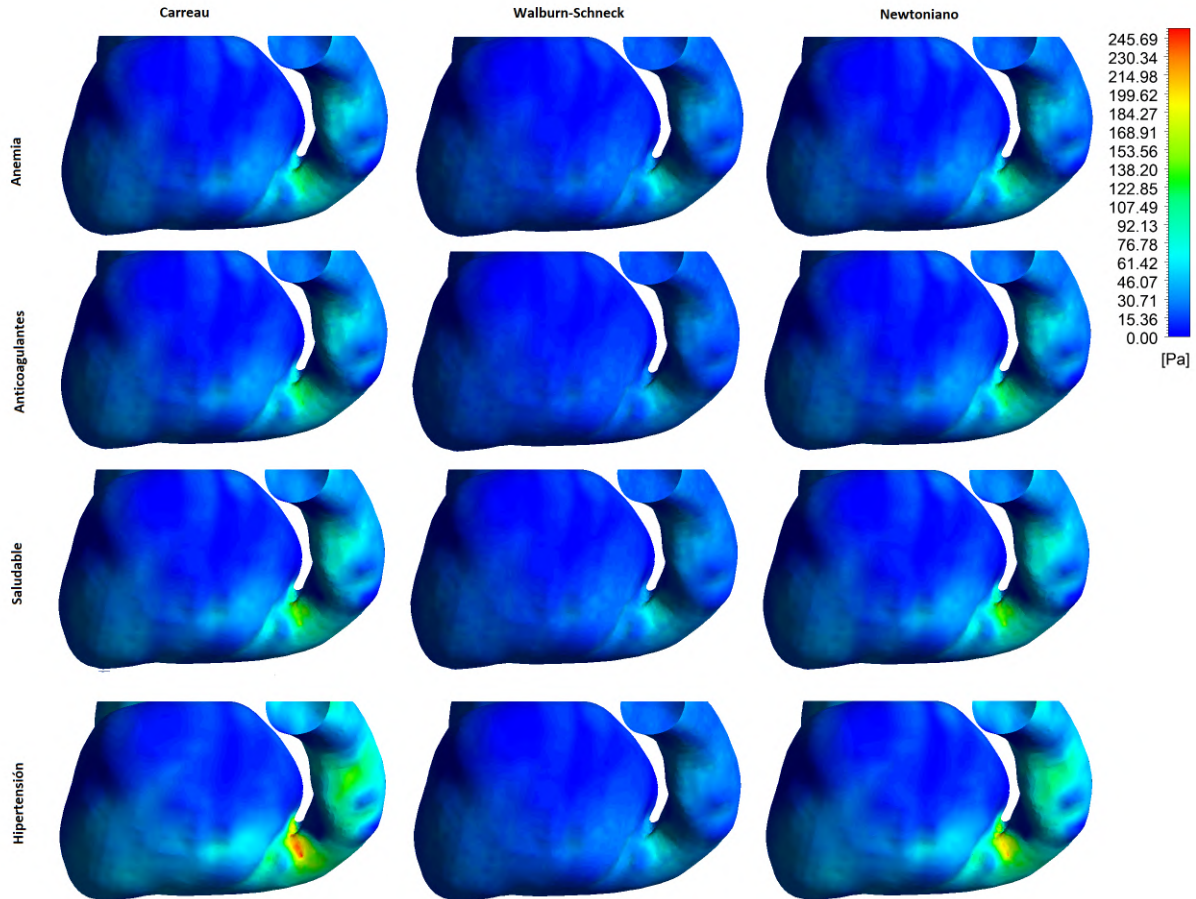 Carreau
Walburn-Schneck
Newtoniano
245.69
230.34
214.98
199.62
184.27
168.91
153.56
138.20
122.85
107.49
92.13
76.78
61.42
46.07
30.71
15.36
0.00
[Pa]
Anemia
Anticoagulantes
Saludable
Hipertensión